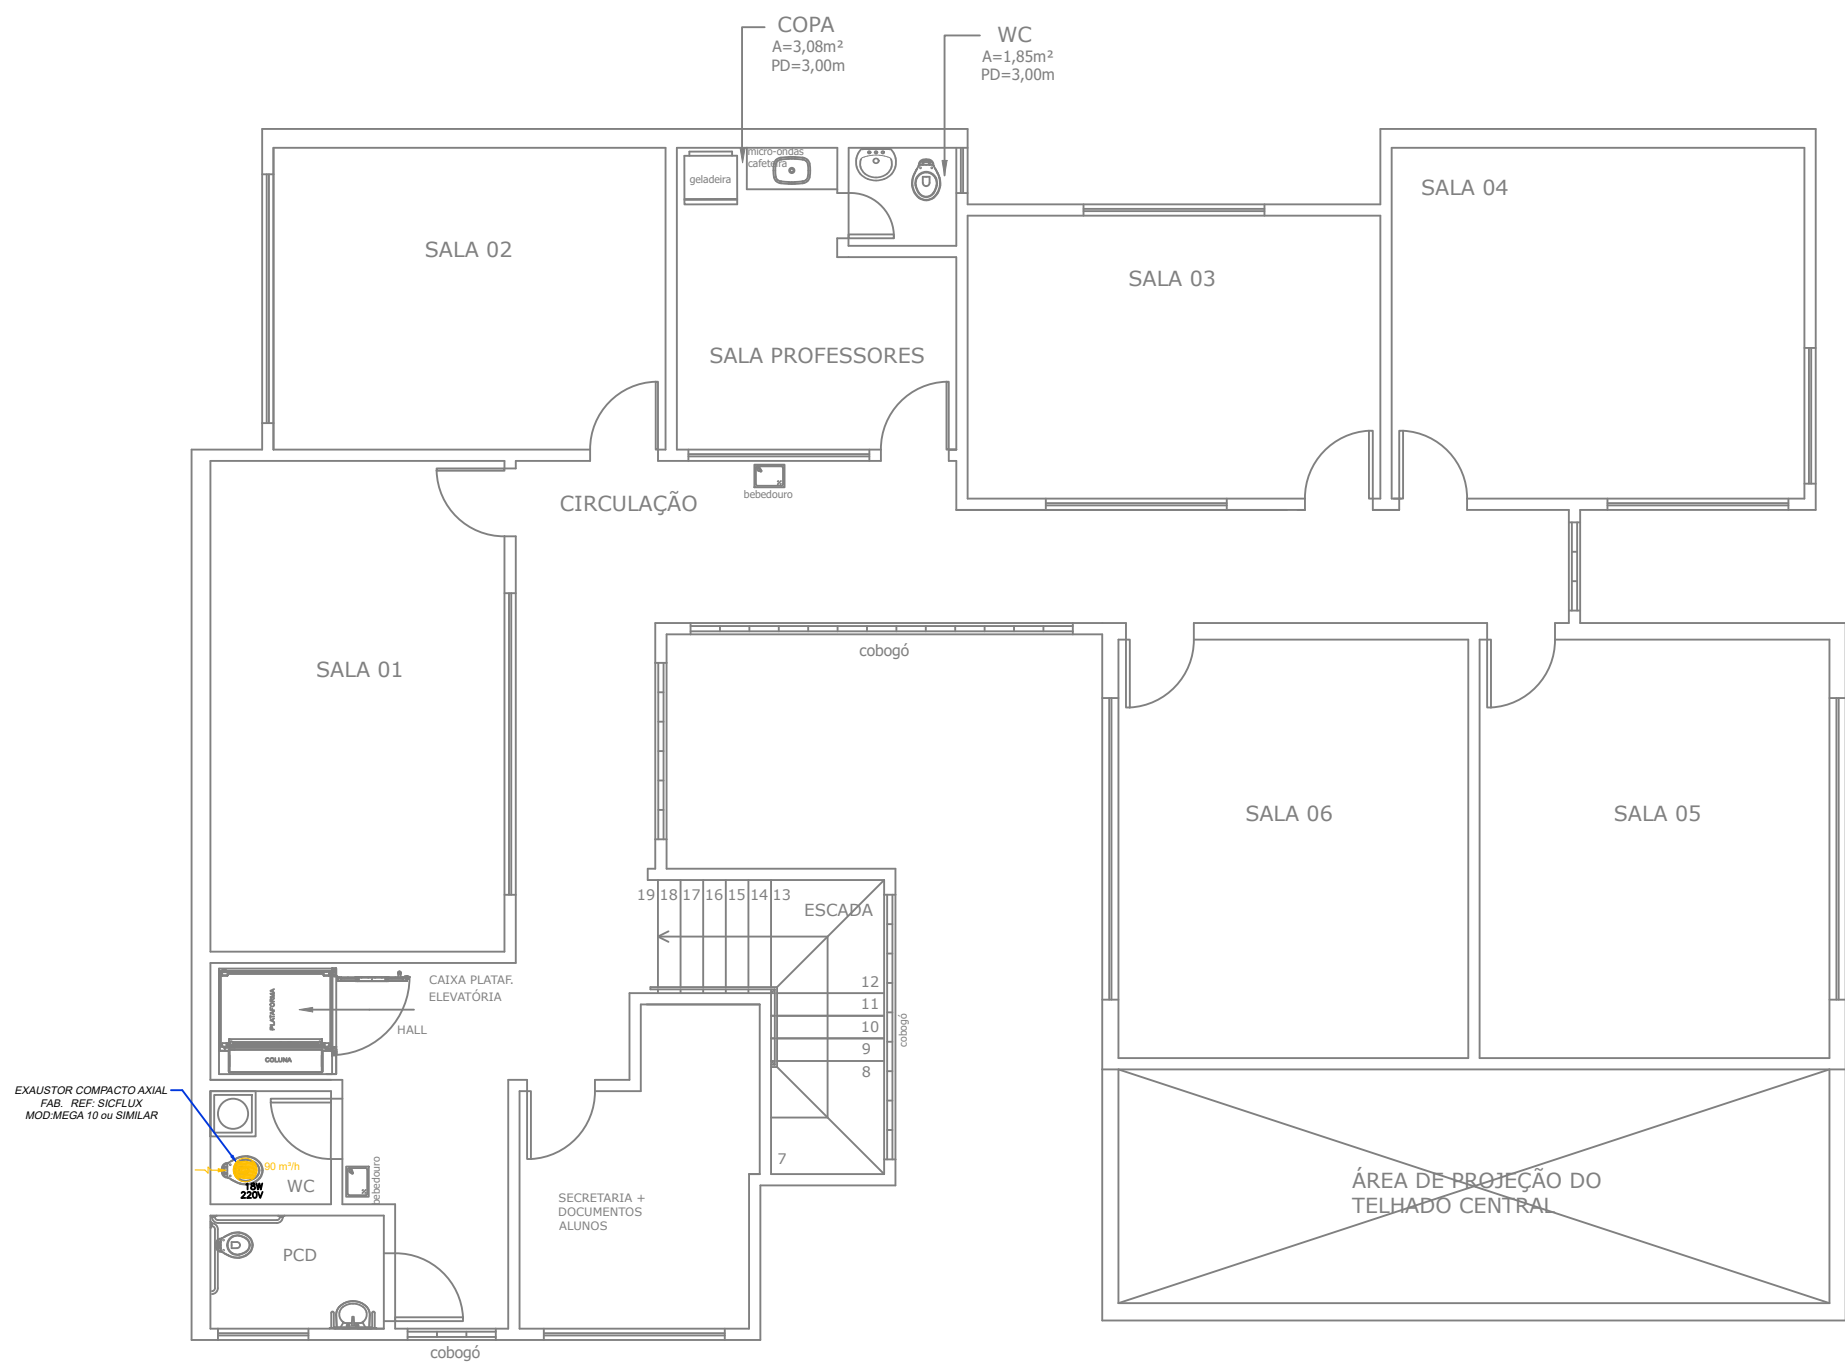 COPA
A=3,08m²
PD=3,00m
WC
A=1,85m²
PD=3,00m
micro-ondas
cafeteira
geladeira
SALA 04
SALA 02
SALA 03
SALA PROFESSORES
bebedouro
CIRCULAÇÃO
cobogó
SALA 01
SALA 06
SALA 05
19 18 17 16 15 14 13
ESCADA
12
11
10
9
8
7
cobogó
CAIXA PLATAF.
ELEVATÓRIA
PLATAFORMA
HALL
COLUNA
EXAUSTOR COMPACTO AXIAL
FAB. REF: SICFLUX
MOD:MEGA 10 ou SIMILAR
90 m³/h
18W
220V
WC
bebedouro
SECRETARIA +
DOCUMENTOS
ALUNOS
PCD
ÁREA DE PROJEÇÃO DO
TELHADO CENTRAL
cobogó